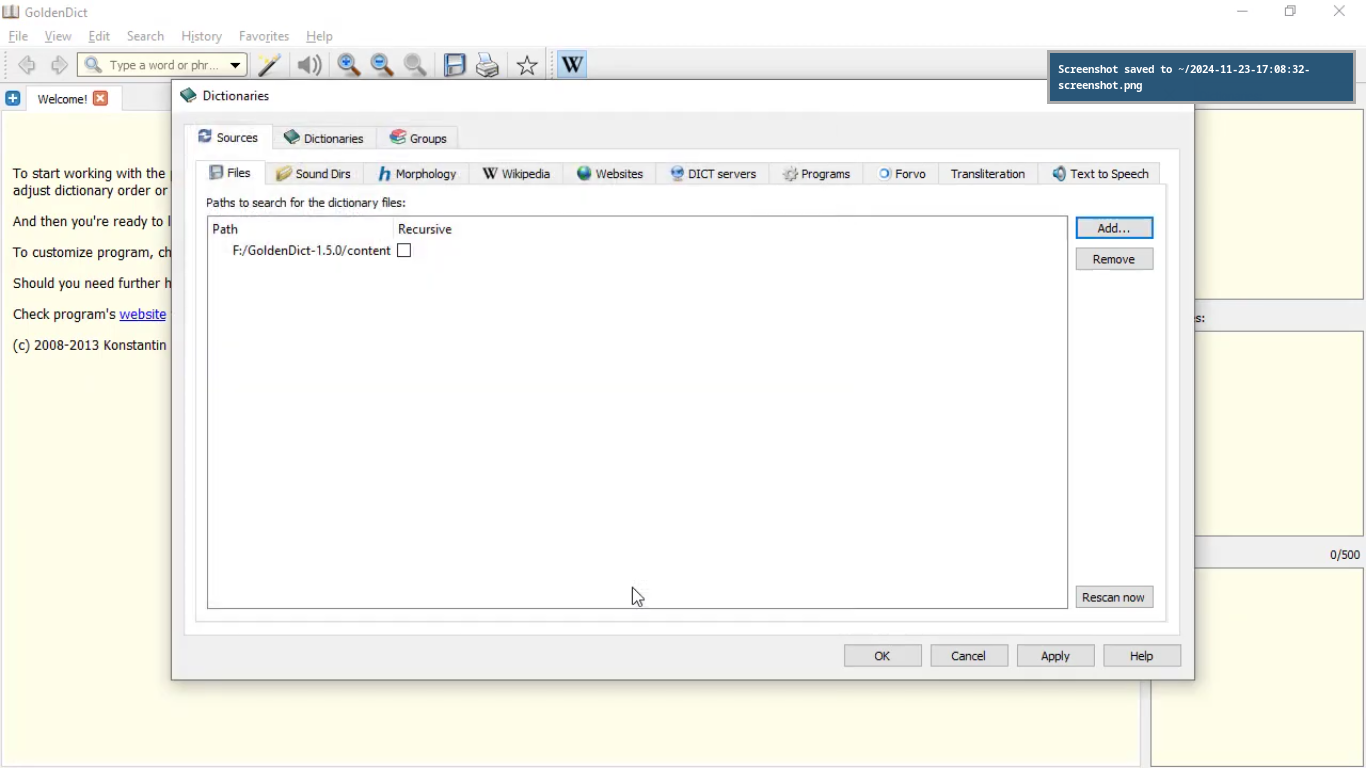 GoldenDict
File View Edit Search History Favorites Help
Type a word or phr... W
Screenshot saved to ~/2024-11-23-17:08:32-
screenshot.png
Welcome!
Dictionaries
Sources Dictionaries Groups
Files Sound Dirs Morphology Wikipedia Websites DICT servers Programs Forvo Transliteration Text to Speech
Paths to search for the dictionary files:
Path Recursive
F:/GoldenDict-1.5.0/content
Add...
Remove
Rescan now
OK Cancel Apply Help
To start working with the
adjust dictionary order or
And then you're ready to
To customize program,
Should you need further
Check program's website
(c) 2008-2013 Konstantin
s:
0/500